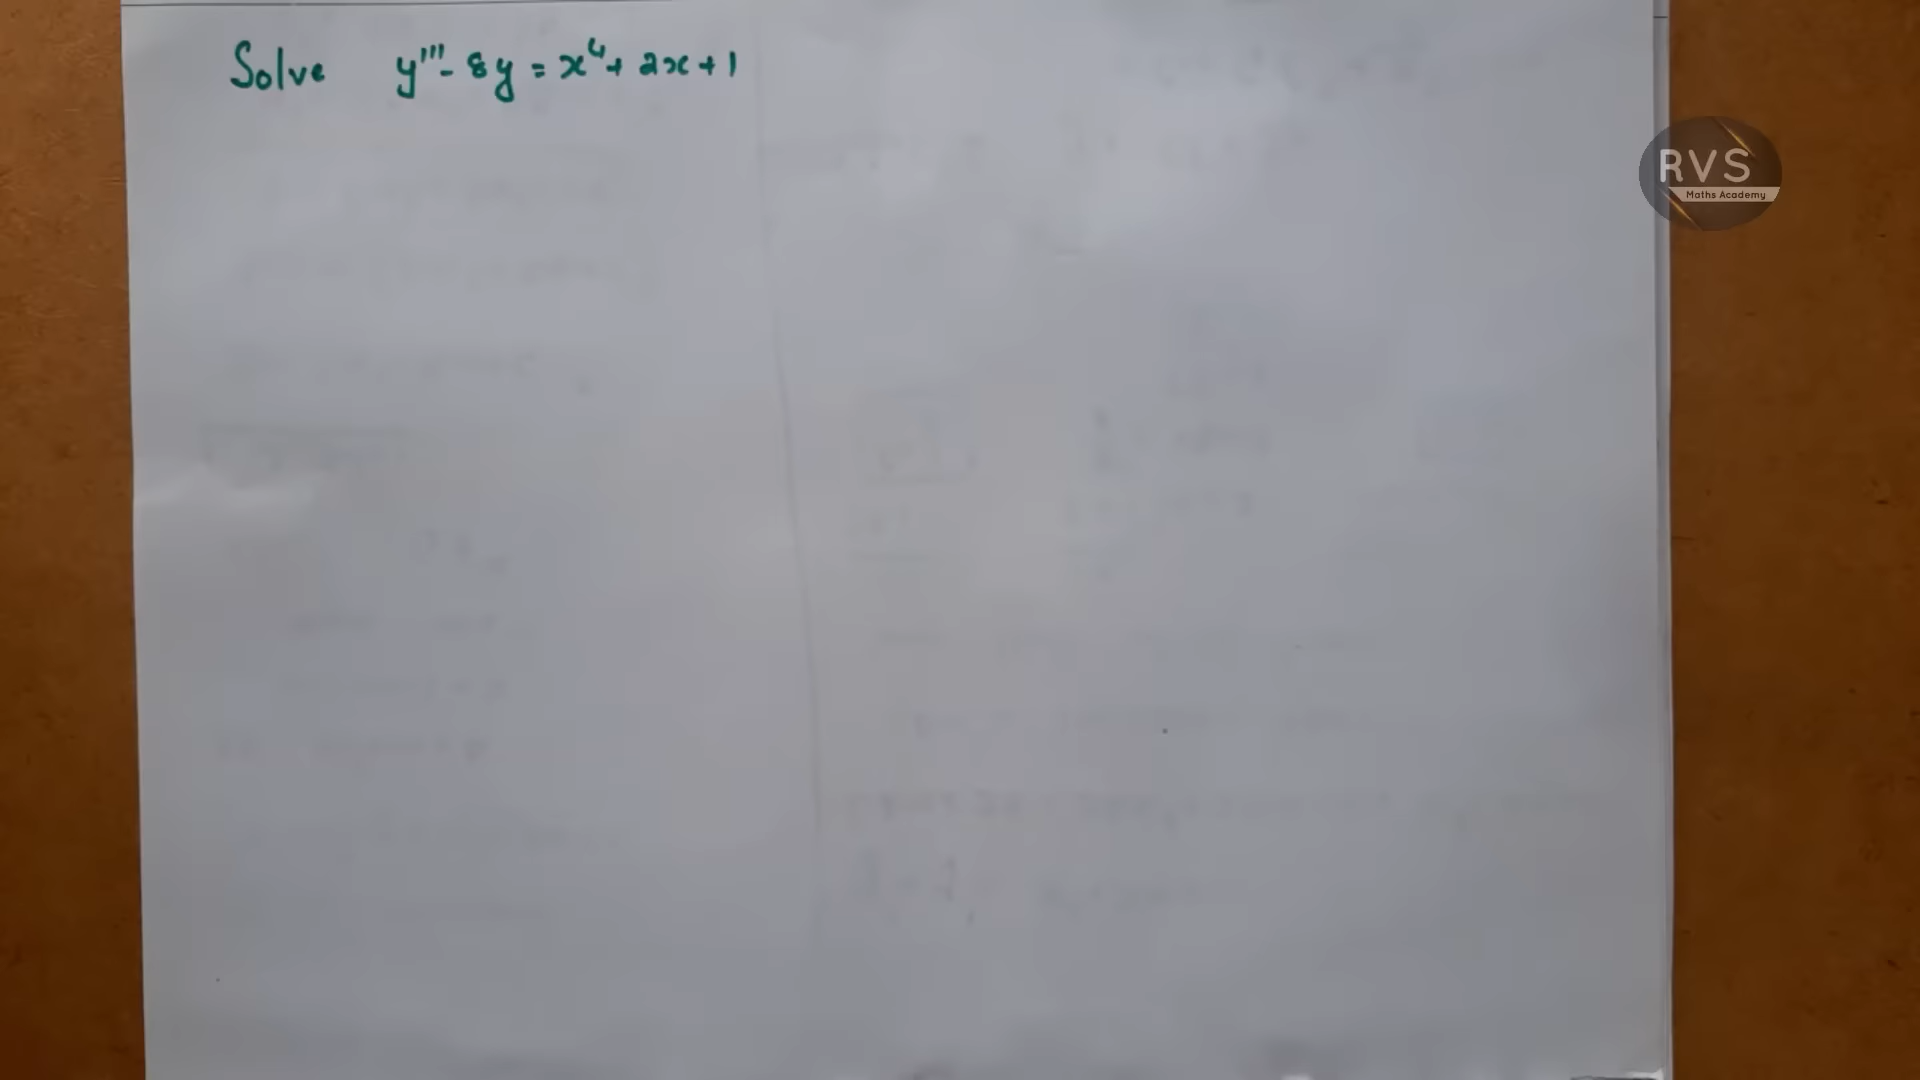 Solve y''' - 8y = x⁴ + 2x + 1
RVS
Maths Academy